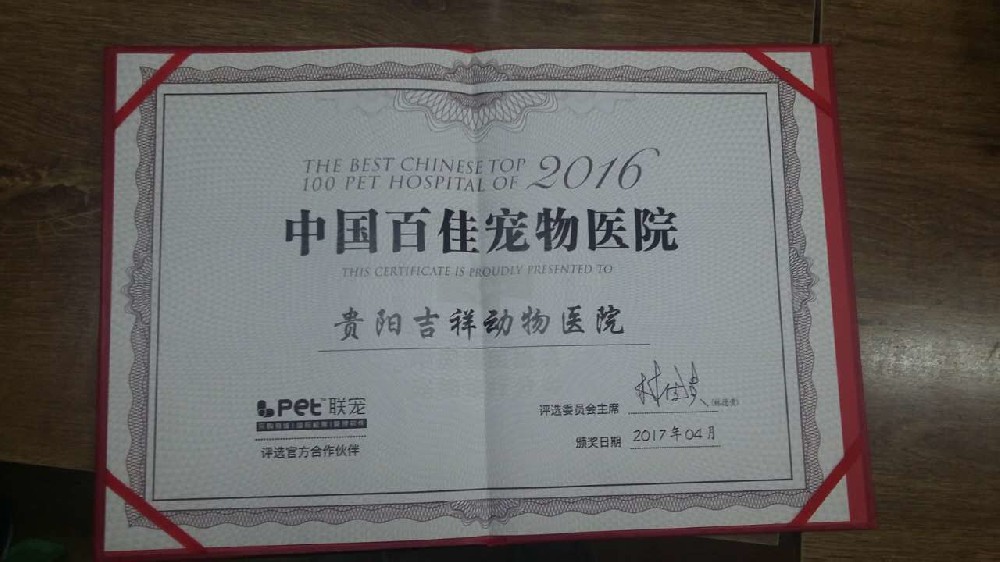 THE BEST CHINESE TOP
100 PET HOSPITAL OF 2016
中国百佳宠物医院
THIS CERTIFICATE IS PROUDLY PRESENTED TO
贵阳吉祥动物医院
Pet 联宠
评选官方合作伙伴
评选委员会主席
颁奖日期 2017年04月